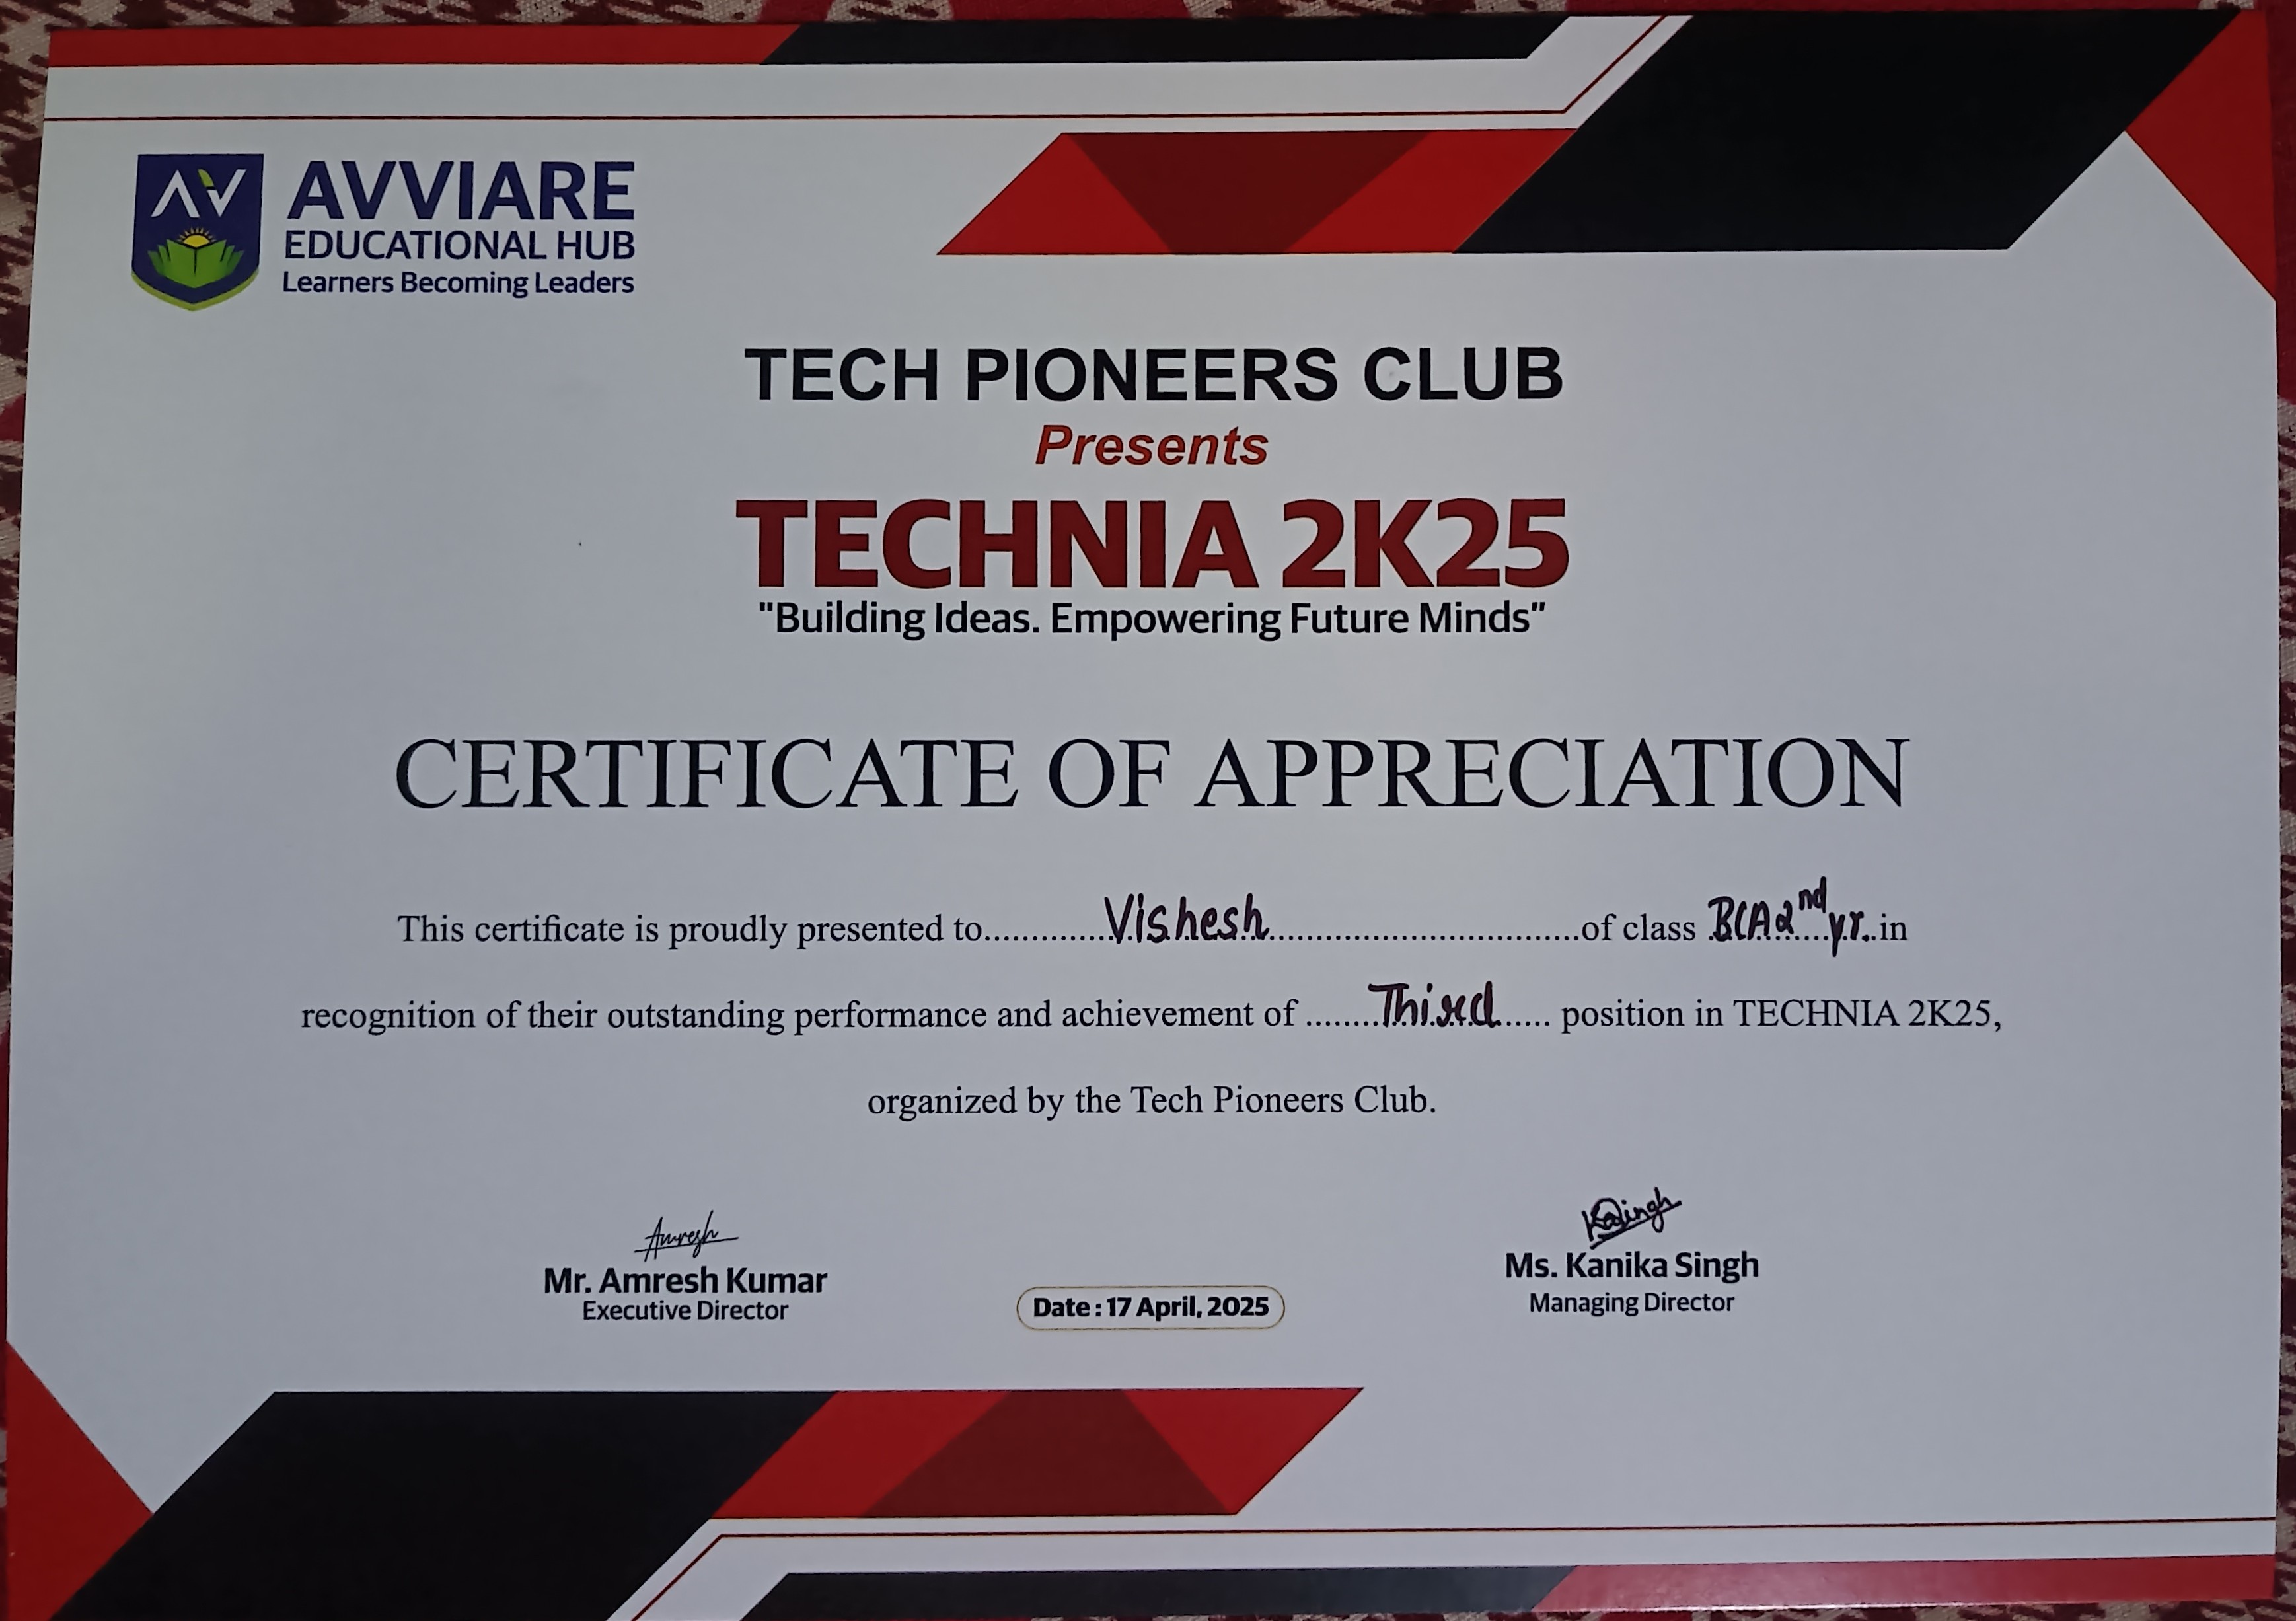 AV
AVVIARE
EDUCATIONAL HUB
Learners Becoming Leaders
TECH PIONEERS CLUB
Presents
TECHNIA 2K25
"Building Ideas. Empowering Future Minds"
CERTIFICATE OF APPRECIATION
This certificate is proudly presented to............Vishesh...............................of class BCA 2nd yr. in
recognition of their outstanding performance and achievement of .......Third..... position in TECHNIA 2K25,
organized by the Tech Pioneers Club.
Amresh
Mr. Amresh Kumar
Executive Director
Date : 17 April, 2025
KSingh
Ms. Kanika Singh
Managing Director